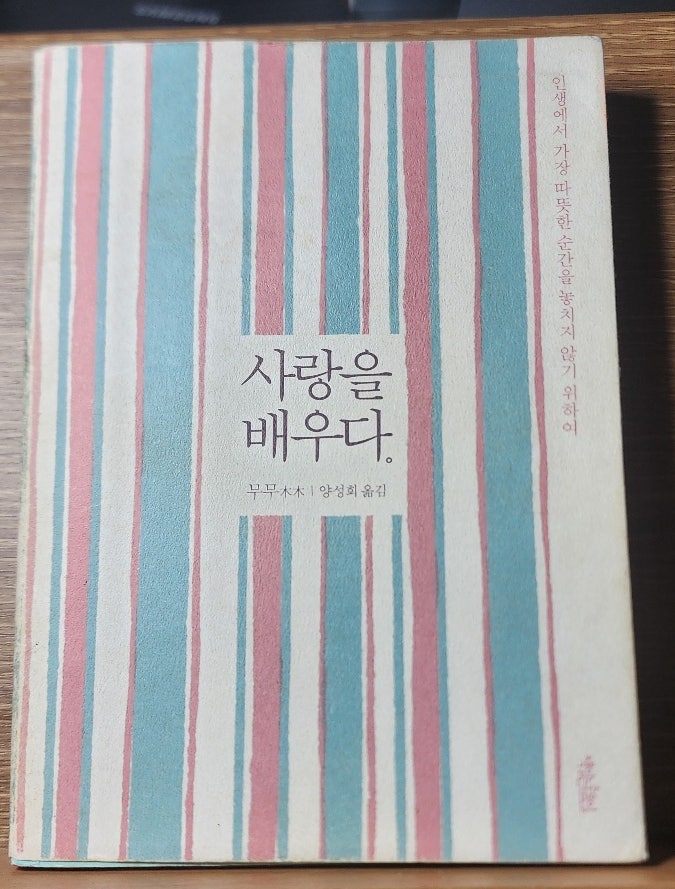 사랑을
배우다。
무무木木 | 양성희 옮김
인생에서 가장 따뜻한 순간을 놓치지 않기 위하여